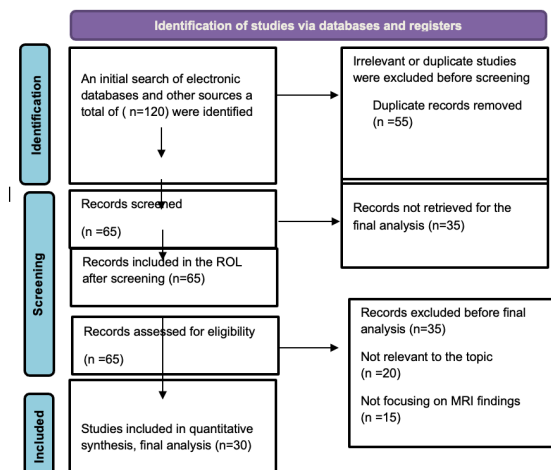 Identification of studies via databases and registers
Identification
An initial search of electronic
databases and other sources a
total of ( n=120) were identified
Irrelevant or duplicate studies
were excluded before screening
Duplicate records removed
(n =55)
Screening
Records screened
(n =65)
Records not retrieved for the
final analysis (n=35)
Records included in the ROL
after screening (n=65)
Records assessed for eligibility
(n =65)
Records excluded before final
analysis (n=35)
Not relevant to the topic
(n =20)
Not focusing on MRI findings
(n =15)
Included
Studies included in quantitative
synthesis, final analysis (n=30)